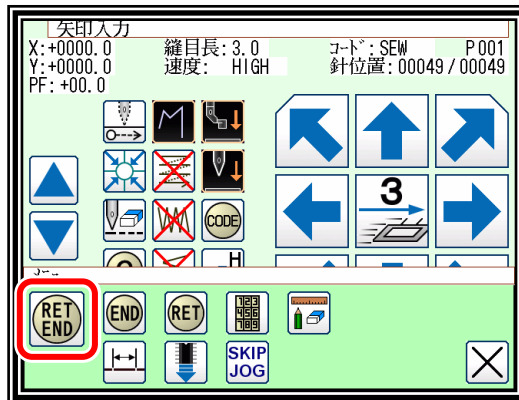 矢印入力
X:+0000.0 縫目長:3.0 コード:SEW P001
Y:+0000.0 速度: HIGH 針位置:00049/00049
PF:+00.0
CODE
3
H
RET END
END
RET
123
456
789
SKIP
JOG